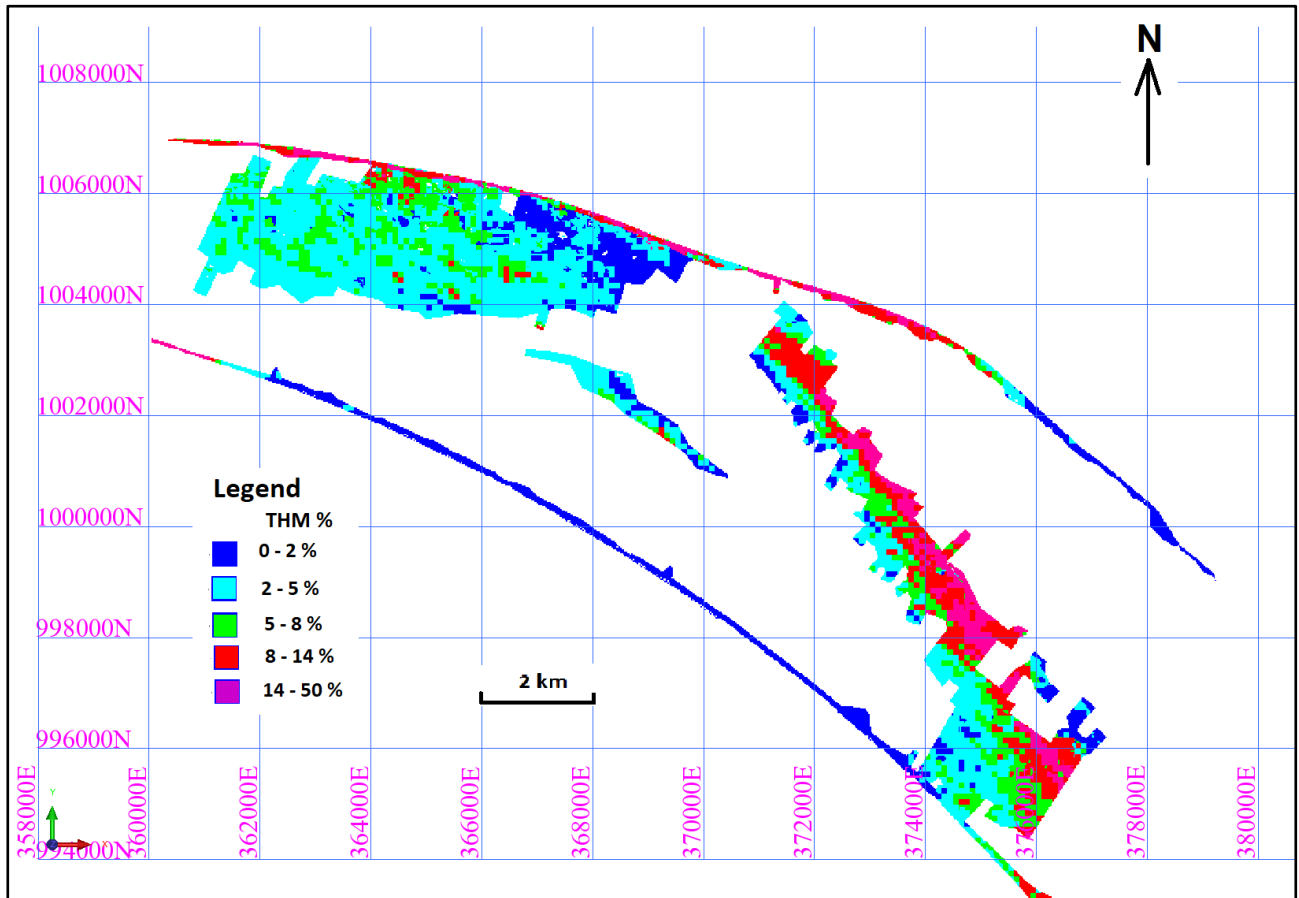 N
1008000N
1006000N
1004000N
1002000N
1000000N
998000N
996000N
994000N
Legend
THM %
0 - 2 %
2 - 5 %
5 - 8 %
8 - 14 %
14 - 50 %
2 km
358000E
360000E
362000E
364000E
366000E
368000E
370000E
372000E
374000E
378000E
380000E
Y